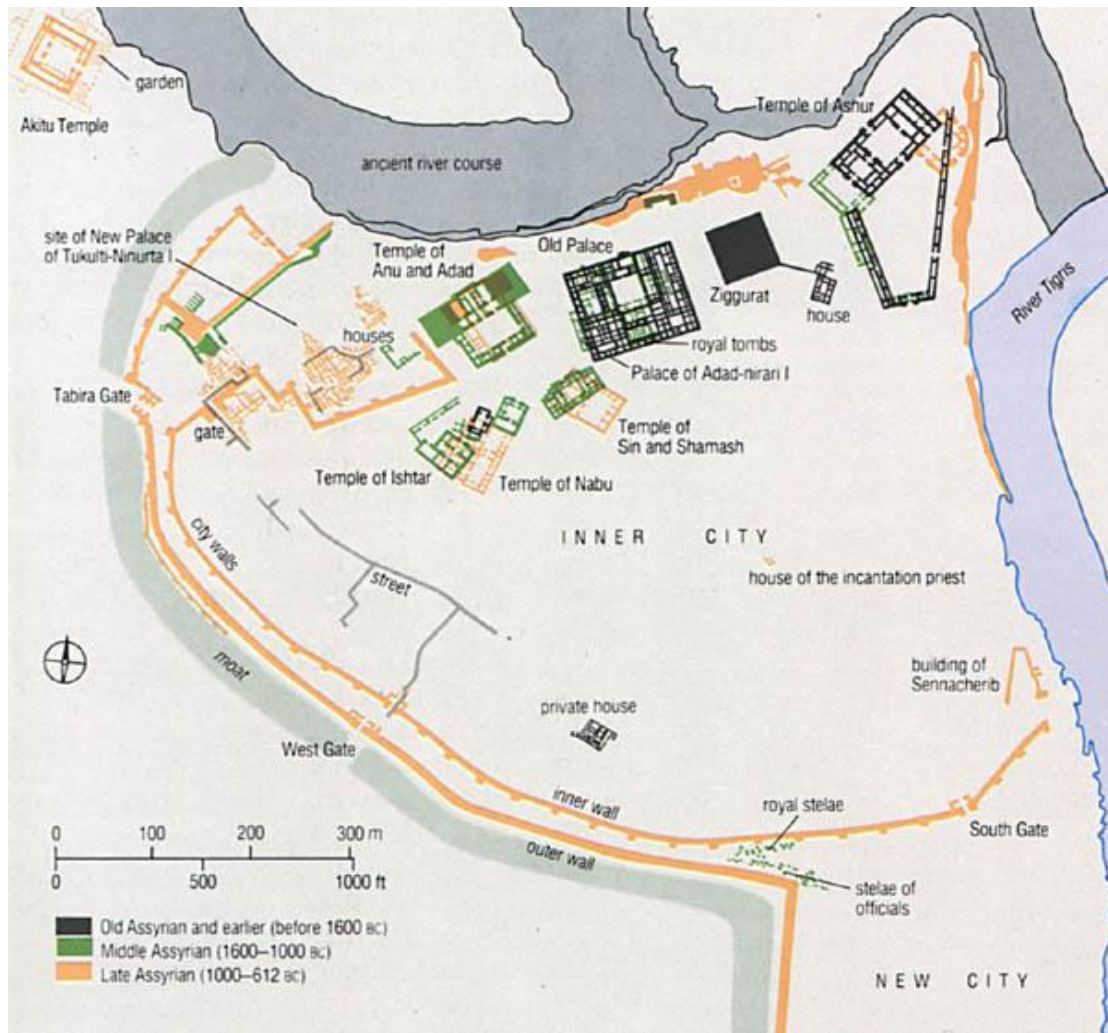 garden
Akitu Temple
ancient river course
Temple of Ashur
site of New Palace
of Tukulti-Ninurta I
Temple of
Anu and Adad
Old Palace
Ziggurat
house
River Tigris
houses
royal tombs
Palace of Adad-nirari I
Tabira Gate
gate
Temple of
Sin and Shamash
Temple of Ishtar
Temple of Nabu
INNER CITY
city walls
street
house of the incantation priest
moat
building of
Sennacherib
private house
West Gate
inner wall
royal stelae
South Gate
outer wall
stelae of
officials
0 100 200 300 m
0 500 1000 ft
Old Assyrian and earlier (before 1600 BC)
Middle Assyrian (1600–1000 BC)
Late Assyrian (1000–612 BC)
NEW CITY